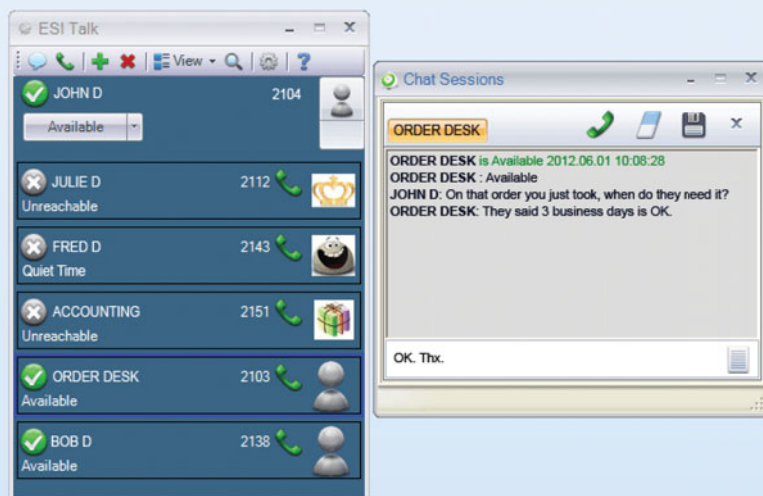 ESI Talk
View
JOHN D 2104
Available
JULIE D 2112
Unreachable
FRED D 2143
Quiet Time
ACCOUNTING 2151
Unreachable
ORDER DESK 2103
Available
BOB D 2138
Available
Chat Sessions
ORDER DESK
ORDER DESK is Available 2012.06.01 10:08:28
ORDER DESK : Available
JOHN D: On that order you just took, when do they need it?
ORDER DESK: They said 3 business days is OK.
OK. Thx.